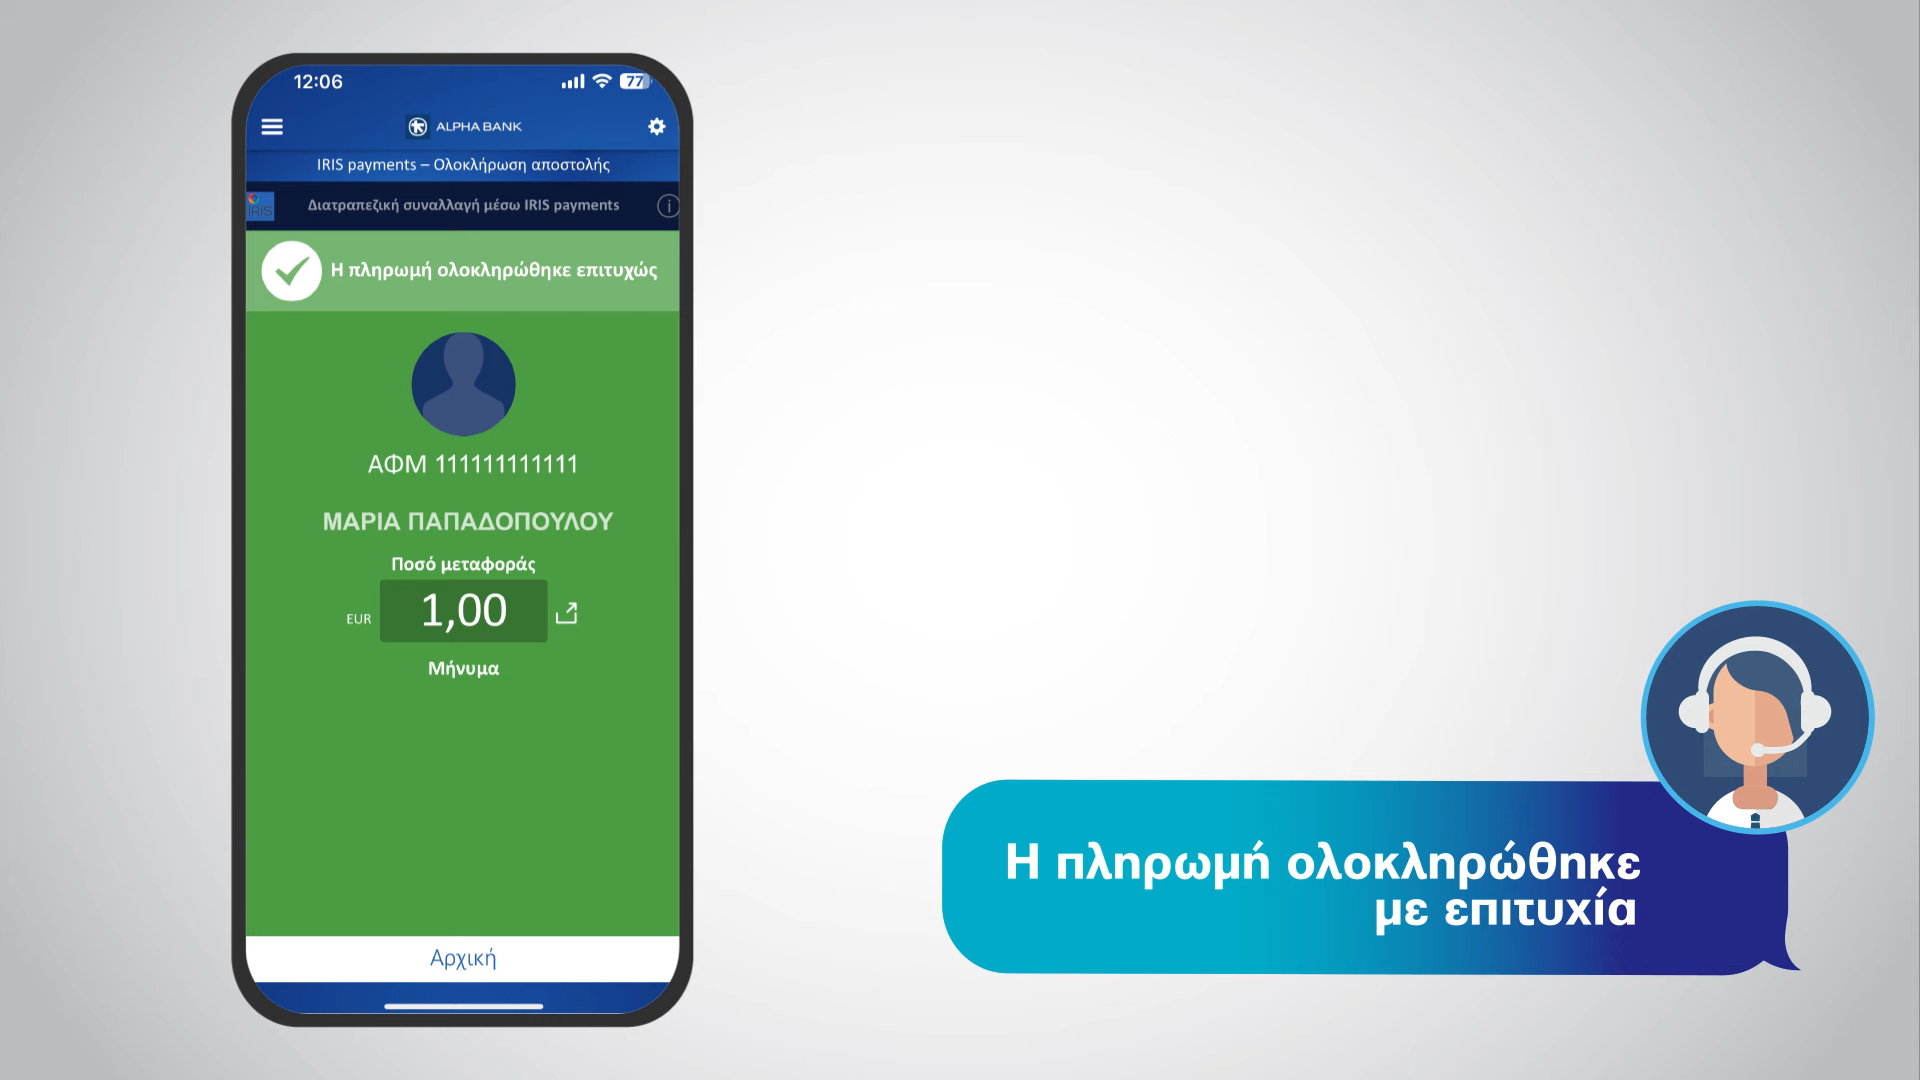 12:06
77
ALPHA BANK
IRIS payments – Ολοκλήρωση αποστολής
IRIS
Διατραπεζική συναλλαγή μέσω IRIS payments
Η πληρωμή ολοκληρώθηκε επιτυχώς
ΑΦΜ 111111111111
ΜΑΡΙΑ ΠΑΠΑΔΟΠΟΥΛΟΥ
Ποσό μεταφοράς
EUR 1,00
Μήνυμα
Αρχική
Η πληρωμή ολοκληρώθηκε
με επιτυχία